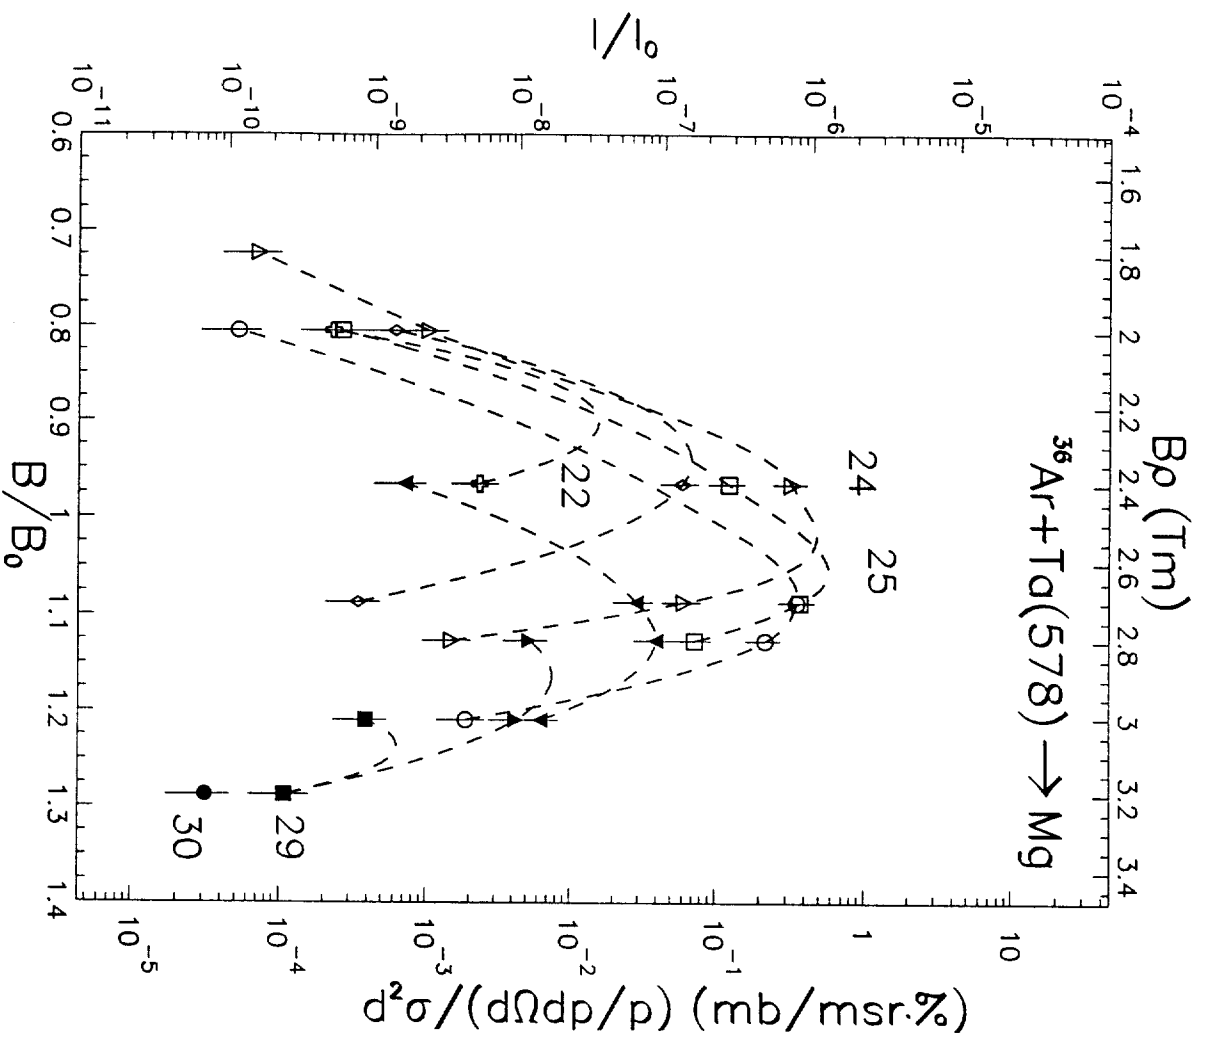 Bρ (Tm)
1.6 1.8 2 2.2 2.4 2.6 2.8 3 3.2 3.4
³⁶Ar+Ta(578) → Mg
I/I₀
10⁻⁴
10⁻⁵
10⁻⁶
10⁻⁷
10⁻⁸
10⁻⁹
10⁻¹⁰
10⁻¹¹
24
25
22
29
30
d²σ/(dΩdp/p) (mb/msr.%)
10
1
10⁻¹
10⁻²
10⁻³
10⁻⁴
10⁻⁵
0.6 0.7 0.8 0.9 1 1.1 1.2 1.3 1.4
B/B₀